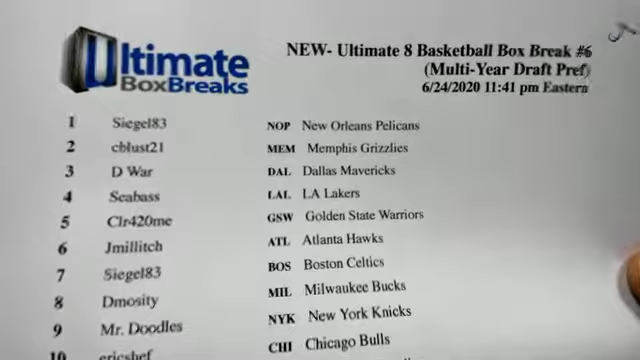 Ultimate
BoxBreaks
NEW- Ultimate 8 Basketball Box Break #6
(Multi-Year Draft Pref)
6/24/2020 11:41 pm Eastern
1 Siegel83 NOP New Orleans Pelicans
2 cblust21 MEM Memphis Grizzlies
3 D War DAL Dallas Mavericks
4 Seabass LAL LA Lakers
5 Clr420me GSW Golden State Warriors
6 Jmillitch ATL Atlanta Hawks
7 Siegel83 BOS Boston Celtics
8 Dmosity MIL Milwaukee Bucks
9 Mr. Doodles NYK New York Knicks
10 ericshef CHI Chicago Bulls